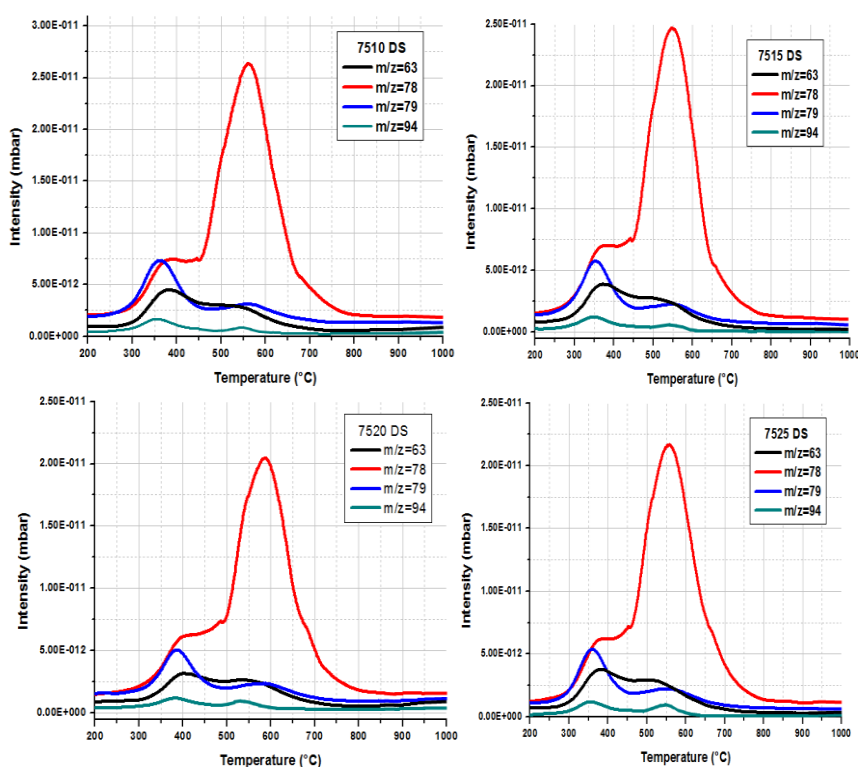 3.00E-011
2.50E-011
2.00E-011
1.50E-011
1.00E-011
5.00E-012
0.00E+000
Intensity (mbar)
7510 DS
m/z=63
m/z=78
m/z=79
m/z=94
200 300 400 500 600 700 800 900 1000
Temperature (°C)
2.50E-011
2.00E-011
1.50E-011
1.00E-011
5.00E-012
0.00E+000
Intensity (mbar)
7515 DS
m/z=63
m/z=78
m/z=79
m/z=94
200 300 400 500 600 700 800 900 1000
Temperature (°C)
2.50E-011
2.00E-011
1.50E-011
1.00E-011
5.00E-012
0.00E+000
Intensity (mbar)
7520 DS
m/z=63
m/z=78
m/z=79
m/z=94
200 300 400 500 600 700 800 900 1000
Temperature (°C)
2.50E-011
2.00E-011
1.50E-011
1.00E-011
5.00E-012
0.00E+000
Intensity (mbar)
7525 DS
m/z=63
m/z=78
m/z=79
m/z=94
200 300 400 500 600 700 800 900 1000
Temperature (°C)